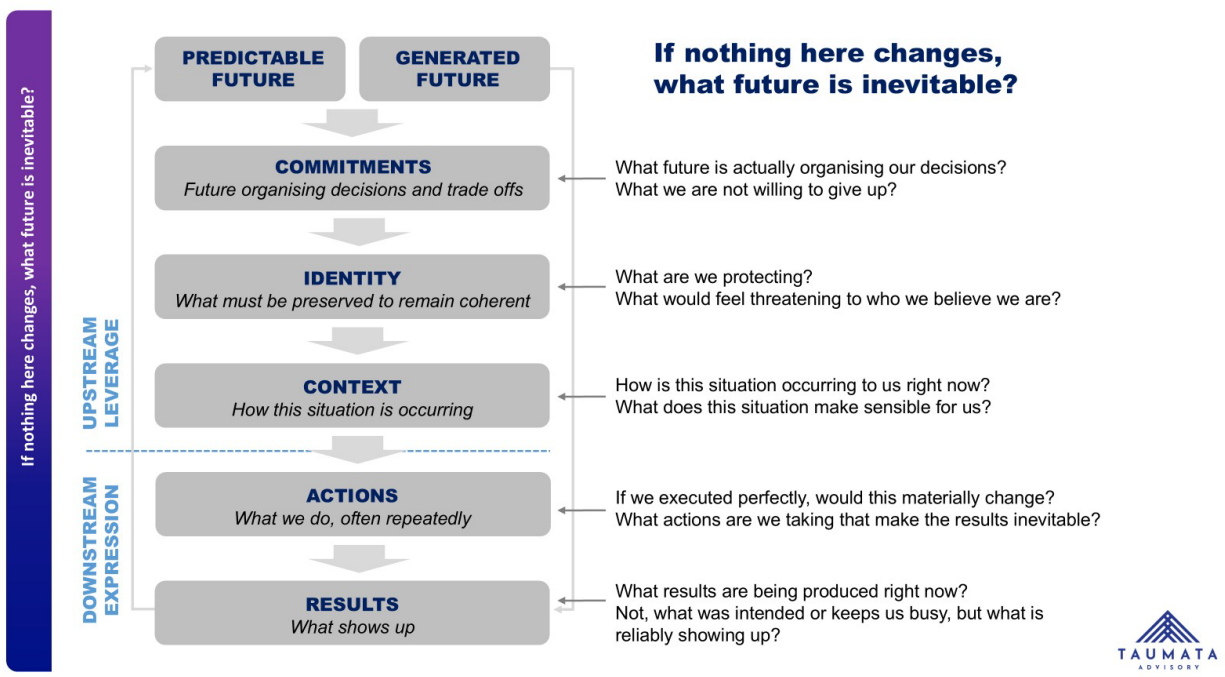 If nothing here changes, what future is inevitable?
PREDICTABLE
FUTURE
GENERATED
FUTURE
If nothing here changes,
what future is inevitable?
COMMITMENTS
Future organising decisions and trade offs
What future is actually organising our decisions?
What we are not willing to give up?
IDENTITY
What must be preserved to remain coherent
What are we protecting?
What would feel threatening to who we believe we are?
UPSTREAM
LEVERAGE
CONTEXT
How this situation is occurring
How is this situation occurring to us right now?
What does this situation make sensible for us?
DOWNSTREAM
EXPRESSION
ACTIONS
What we do, often repeatedly
If we executed perfectly, would this materially change?
What actions are we taking that make the results inevitable?
RESULTS
What shows up
What results are being produced right now?
Not, what was intended or keeps us busy, but what is
reliably showing up?
TAUMATA
ADVISORY